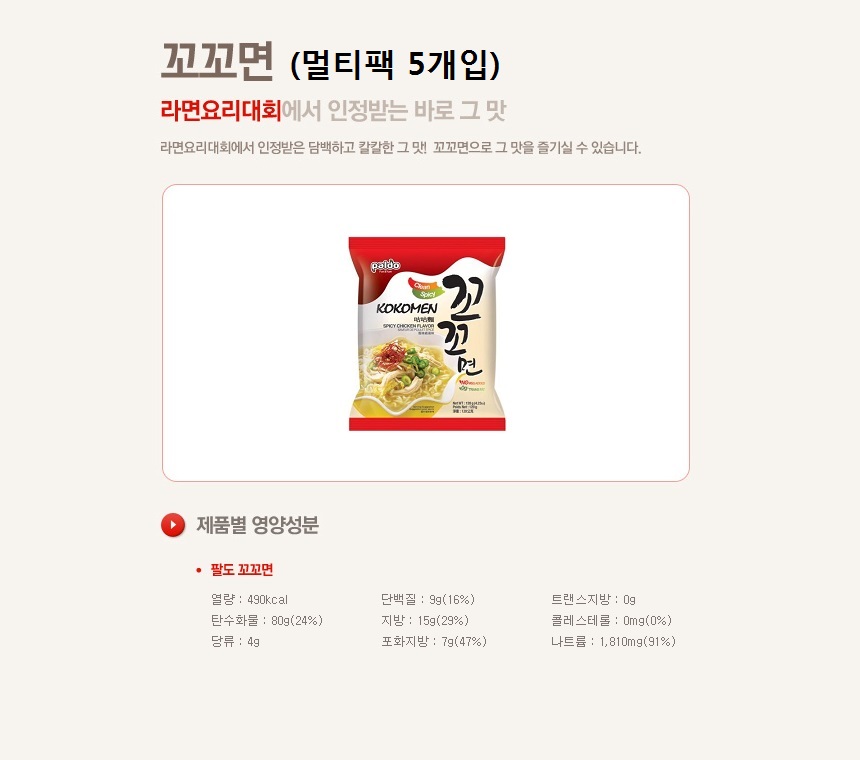 꼬꼬면 (멀티팩 5개입)
라면요리대회에서 인정받는 바로 그 맛
라면요리대회에서 인정받은 담백하고 칼칼한 그 맛! 꼬꼬면으로 그 맛을 즐기실 수 있습니다.
paldo
Clean
Spicy
꼬꼬면
KOKOMEN
SPICY CHICKEN FLAVOR
제품별 영양성분
• 팔도 꼬꼬면
열량 : 490kcal 단백질 : 9g(16%) 트랜스지방 : 0g
탄수화물 : 80g(24%) 지방 : 15g(29%) 콜레스테롤 : 0mg(0%)
당류 : 4g 포화지방 : 7g(47%) 나트륨 : 1,810mg(91%)